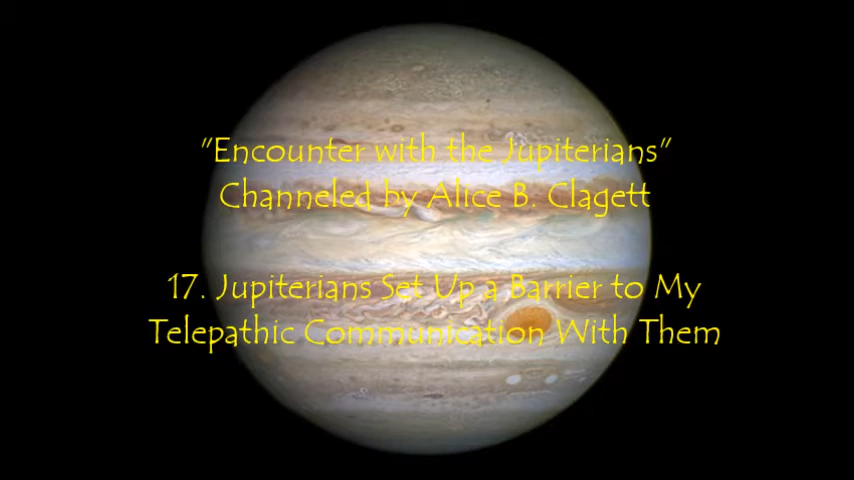 "Encounter with the Jupiterians"
Channeled by Alice B. Clagett
17. Jupiterians Set Up a Barrier to My
Telepathic Communication With Them